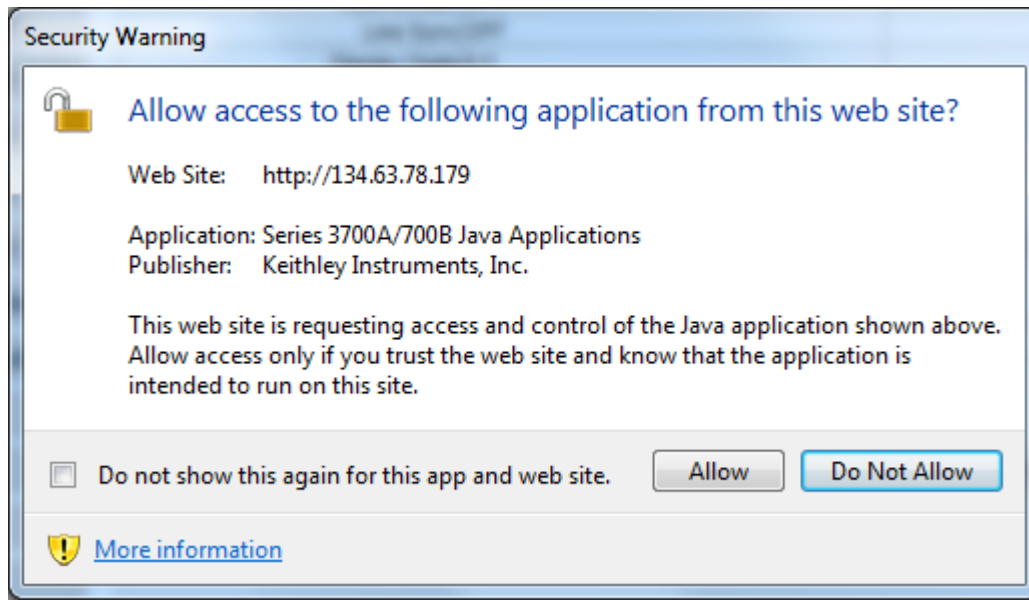 Security Warning
Allow access to the following application from this web site?
Web Site: http://134.63.78.179
Application: Series 3700A/700B Java Applications
Publisher: Keithley Instruments, Inc.
This web site is requesting access and control of the Java application shown above.
Allow access only if you trust the web site and know that the application is
intended to run on this site.
Do not show this again for this app and web site.
Allow
Do Not Allow
More information